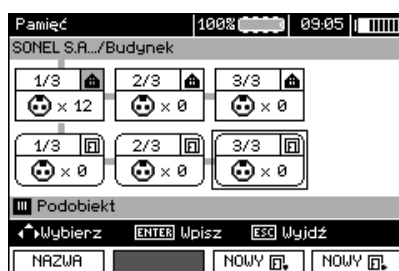 Pamięć 100% 09:05
SONEL S.A.../Budynek
1/3 2/3 3/3
× 12 × 0 × 0
1/3 2/3 3/3
× 0 × 0 × 0
Podobiekt
Wybierz ENTER Wpisz ESC Wyjdź
NAZWA NOWY NOWY